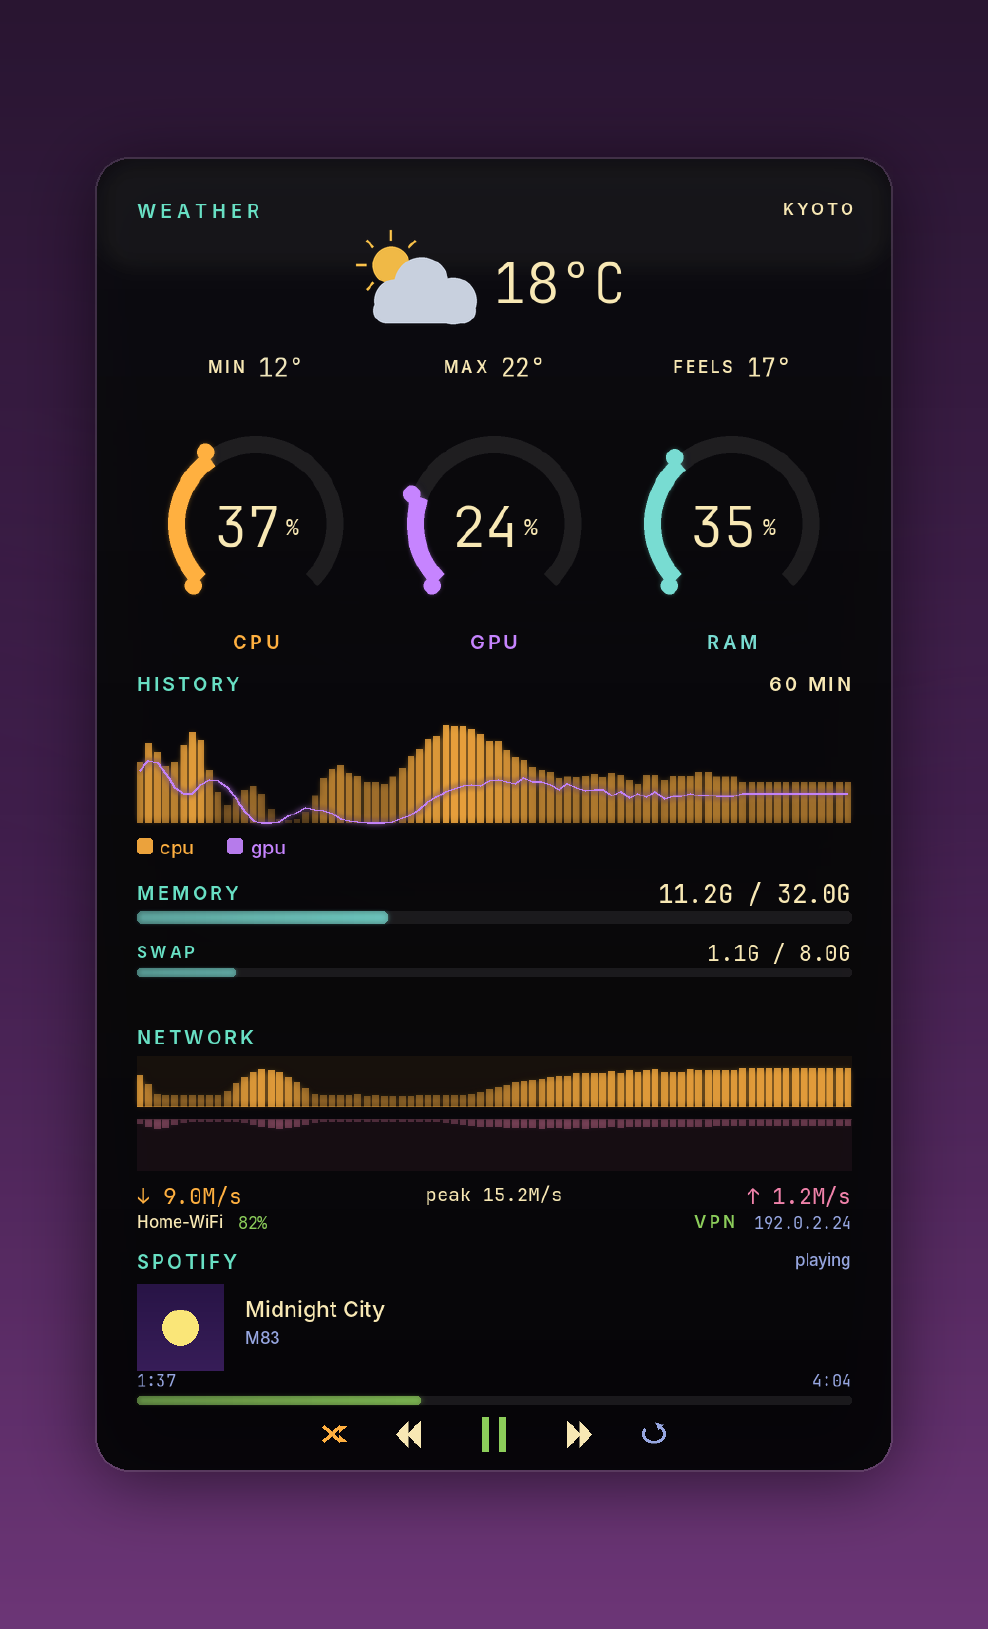 WEATHER KYOTO
18°C
MIN 12° MAX 22° FEELS 17°
37% 24% 35%
CPU GPU RAM
HISTORY 60 MIN
cpu gpu
MEMORY 11.2G / 32.0G
SWAP 1.1G / 8.0G
NETWORK
↓ 9.0M/s peak 15.2M/s ↑ 1.2M/s
Home-WiFi 82% VPN 192.0.2.24
SPOTIFY playing
Midnight City
M83
1:37 4:04